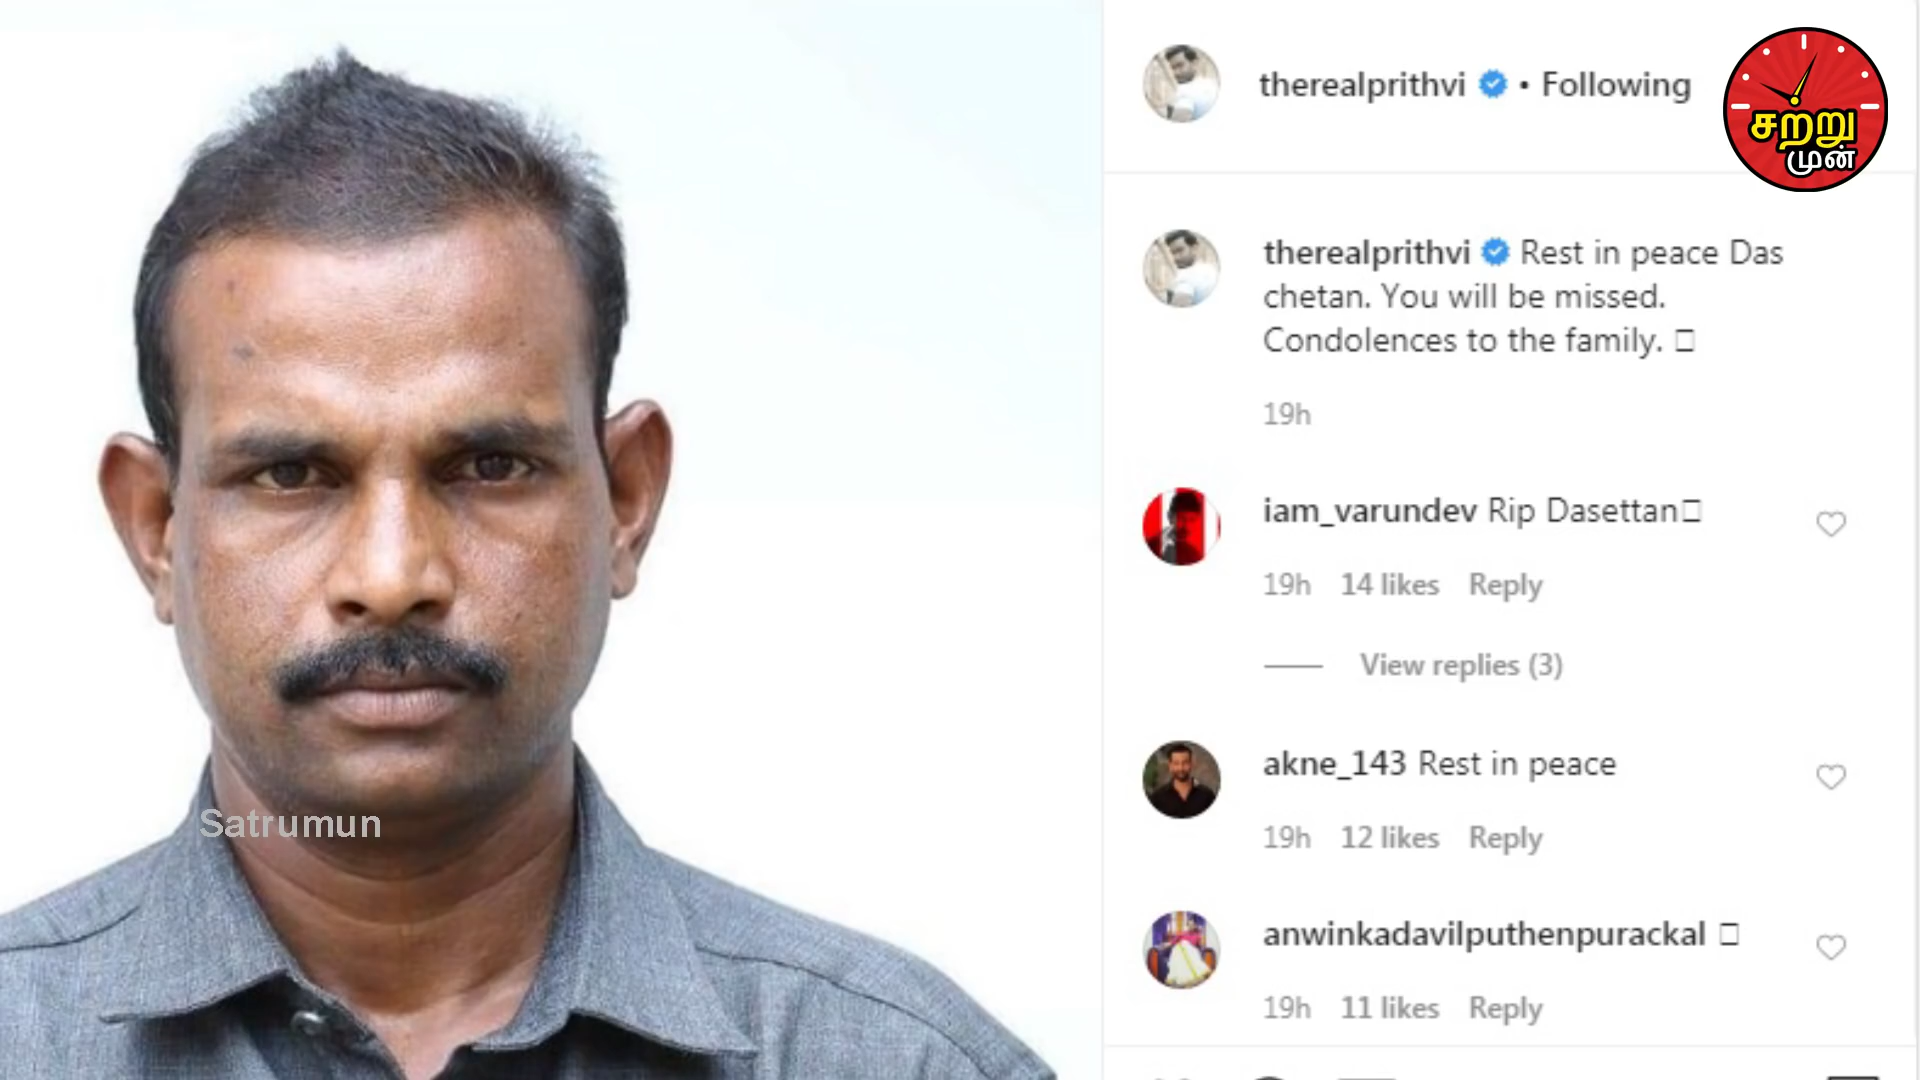 therealprithvi • Following
சற்று
முன்
therealprithvi Rest in peace Das
chetan. You will be missed.
Condolences to the family.
19h
iam_varundev Rip Dasettan
19h 14 likes Reply
View replies (3)
akne_143 Rest in peace
19h 12 likes Reply
anwinkadavilputhenpurackal
19h 11 likes Reply
Satrumun